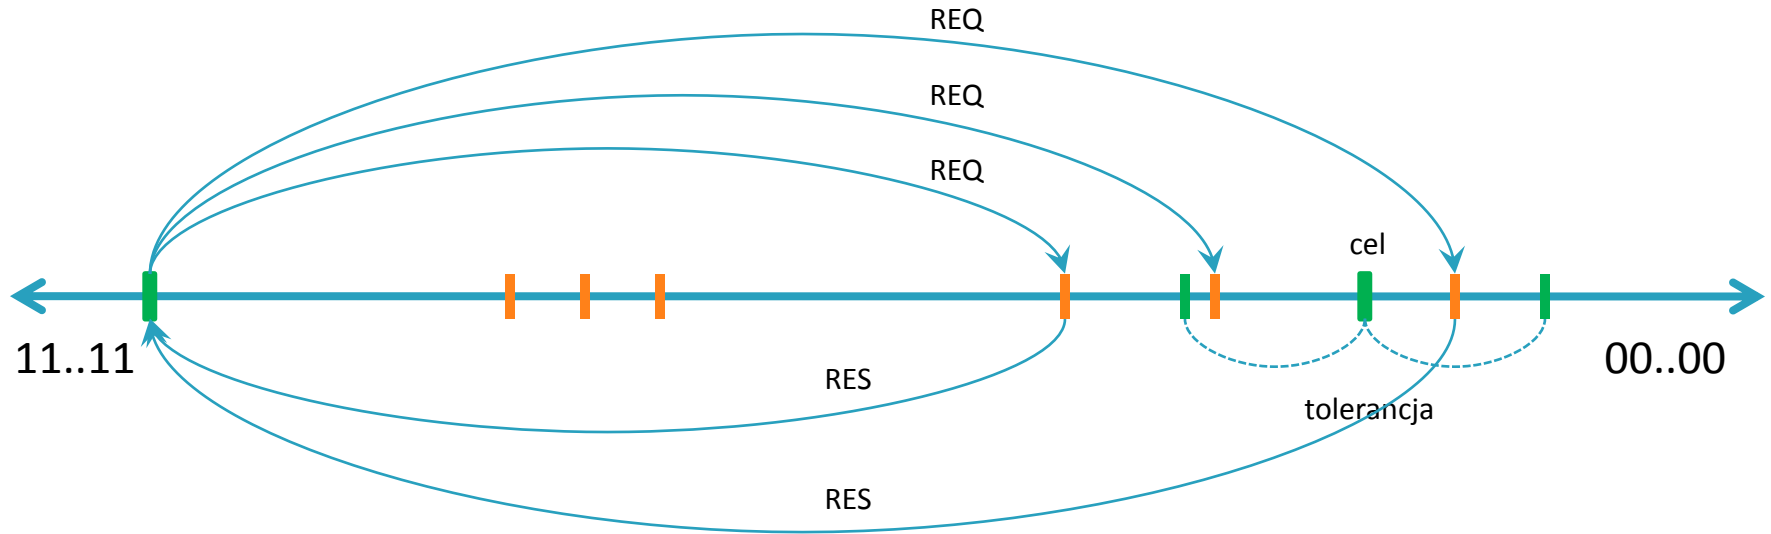 REQ
REQ
REQ
cel
11..11
00..00
RES
tolerancja
RES